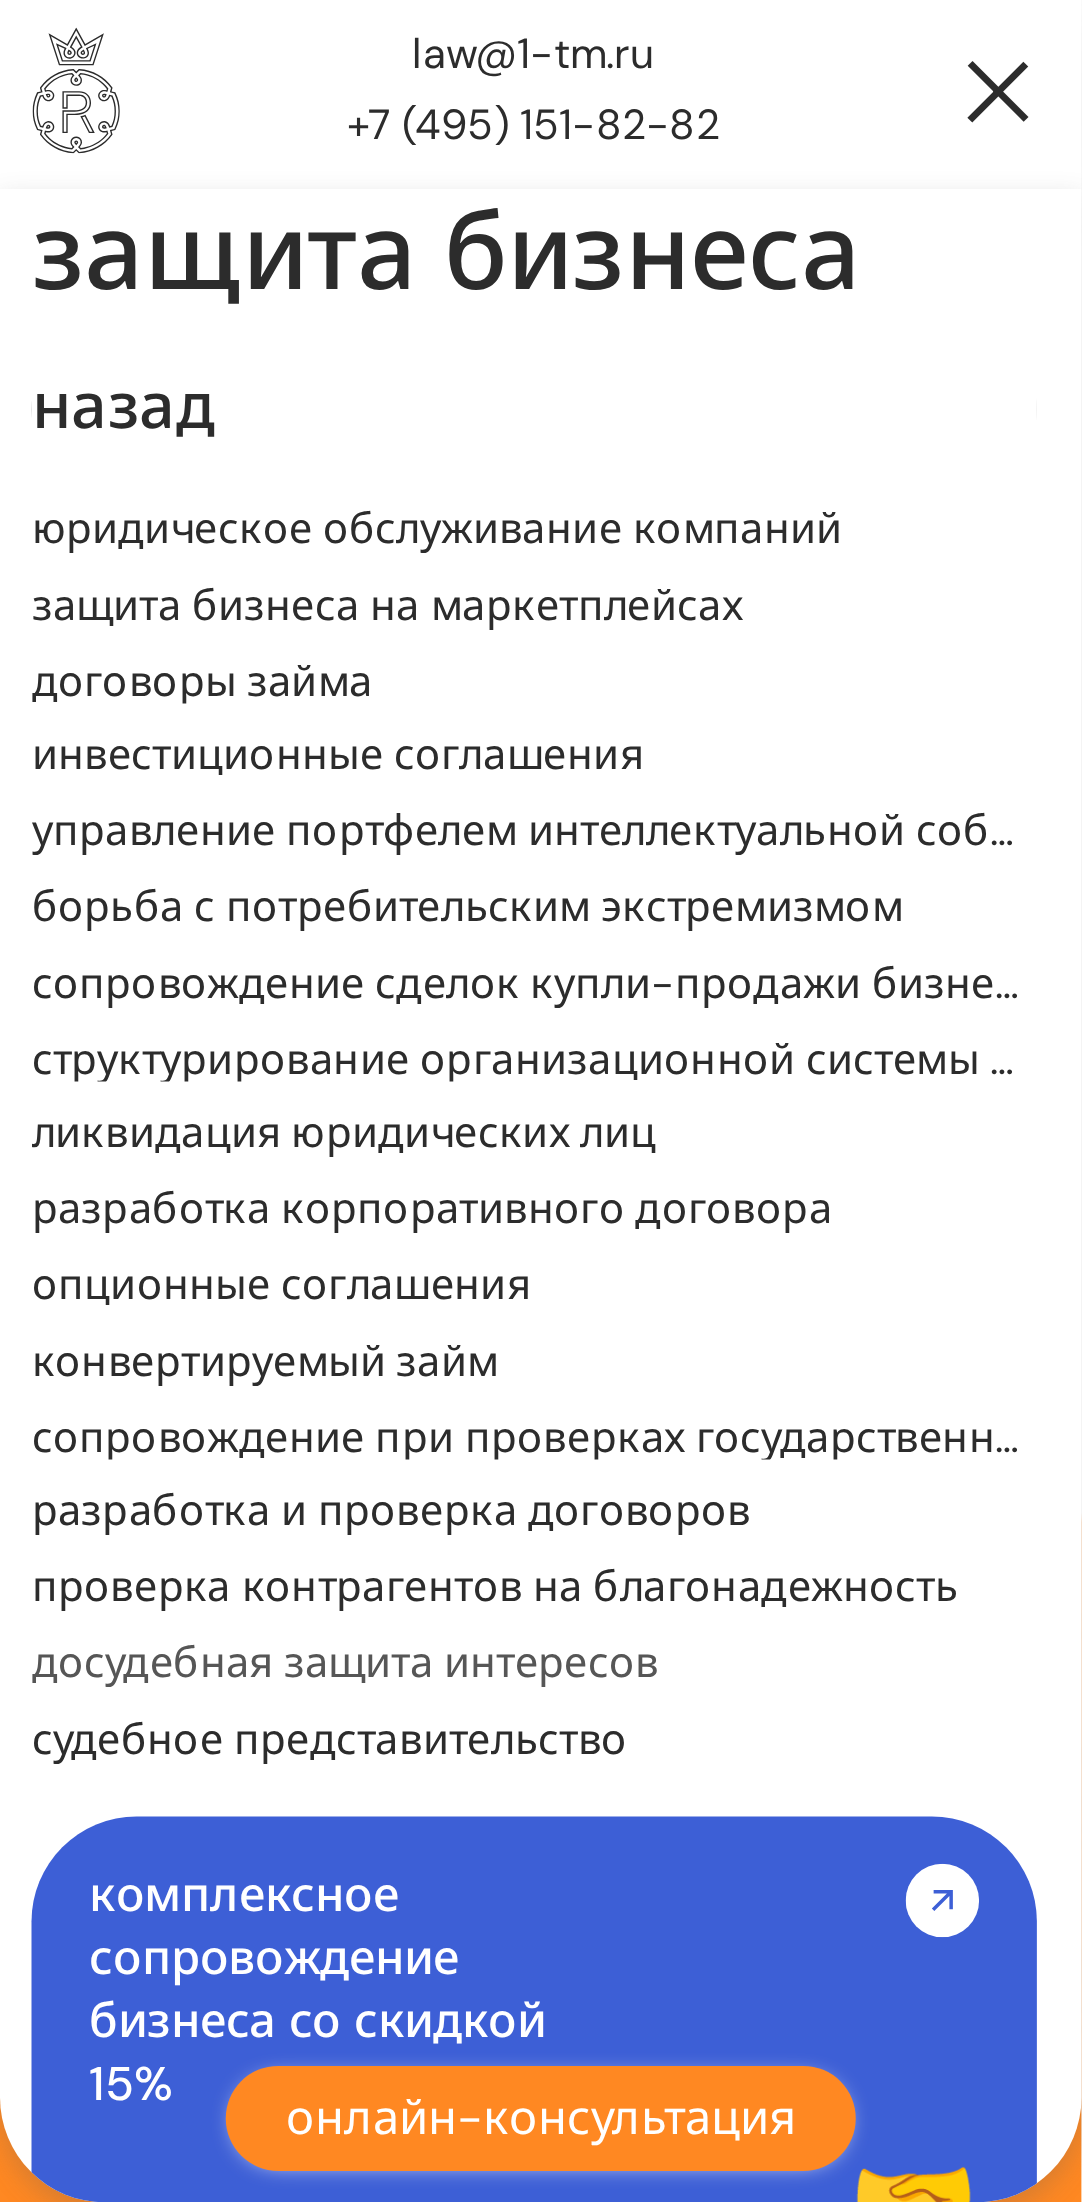 law@1-tm.ru
+7 (495) 151-82-82
R
защита бизнеса
назад
юридическое обслуживание компаний
защита бизнеса на маркетплейсах
договоры займа
инвестиционные соглашения
управление портфелем интеллектуальной соб...
борьба с потребительским экстремизмом
сопровождение сделок купли-продажи бизне...
структурирование организационной системы ...
ликвидация юридических лиц
разработка корпоративного договора
опционные соглашения
конвертируемый займ
сопровождение при проверках государственн...
разработка и проверка договоров
проверка контрагентов на благонадежность
досудебная защита интересов
судебное представительство
комплексное
сопровождение
бизнеса со скидкой
15%
онлайн-консультация